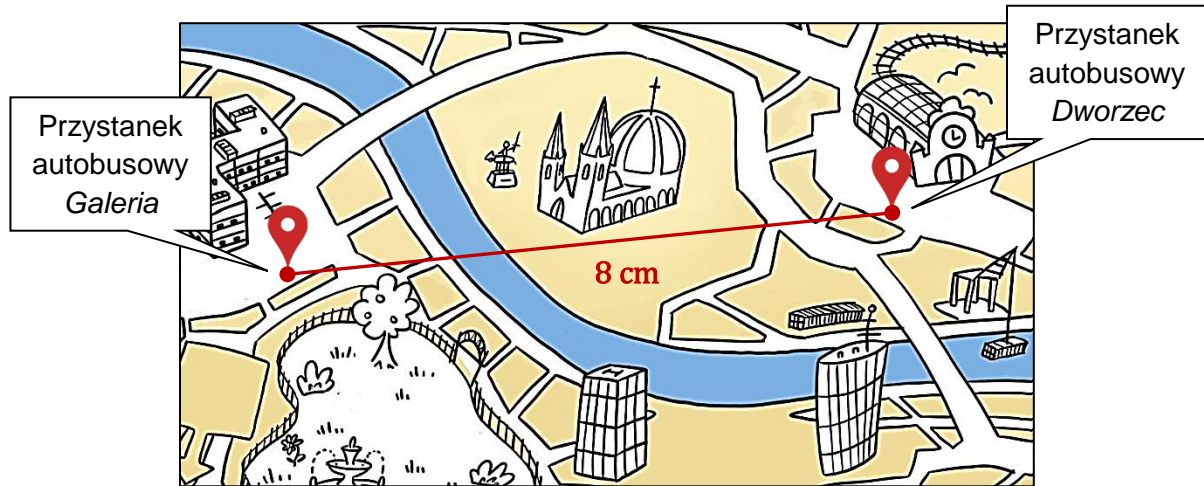 Przystanek
autobusowy
Dworzec
Przystanek
autobusowy
Galeria
8 cm
H